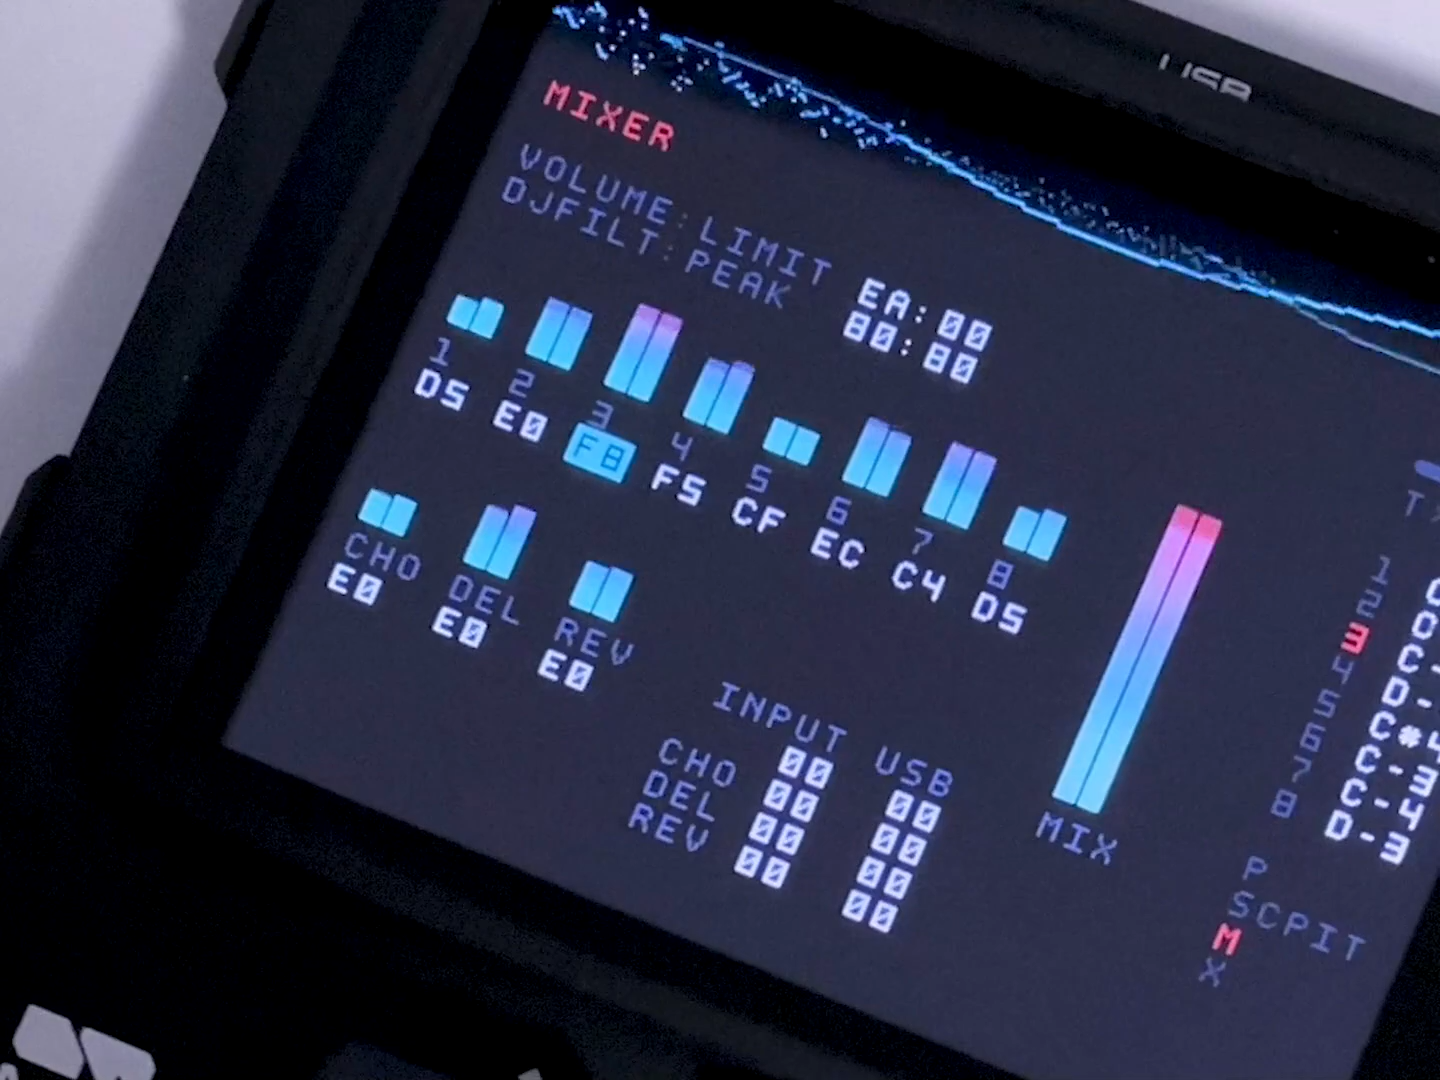 USB
MIXER
VOLUME:LIMIT EA:00
DJFILT:PEAK 80:80
1 2 3 4 5 6 7 8
D5 E0 F8 F5 CF EC C4 D5
CHO DEL REV
E0 E0 E0
INPUT USB
00 00
CHO 00 00
DEL 00 00
REV 00 00
MIX
1
2
3 C-
4 D-
5 C#4
6 C-3
7 C-4
8 D-3
P
SCPIT
M
X